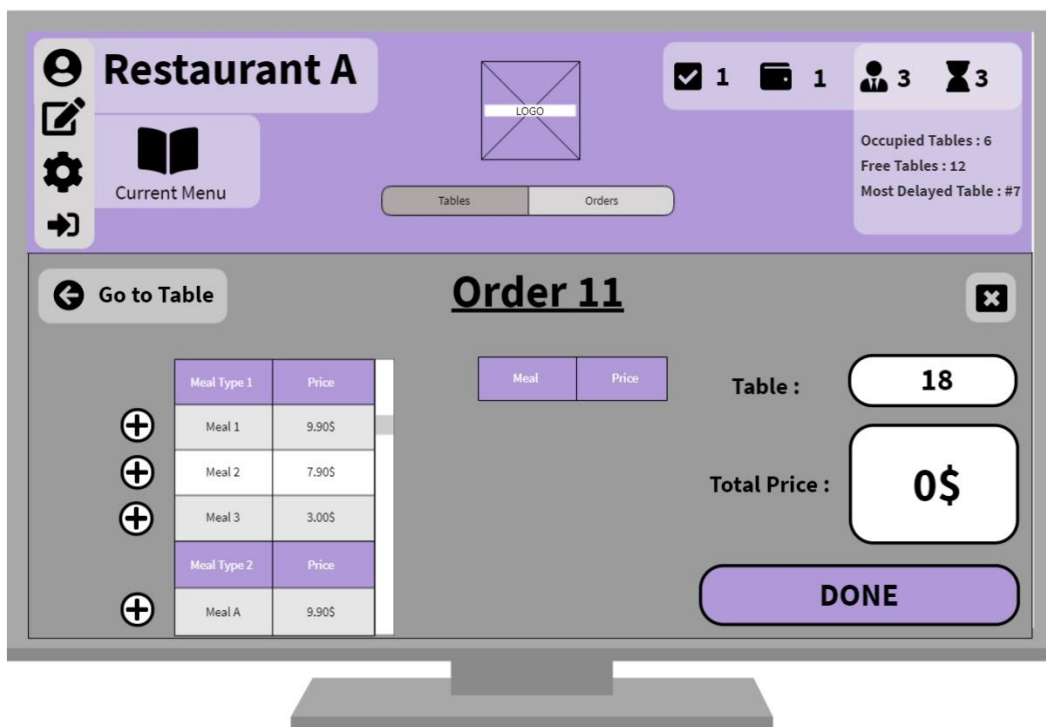 Restaurant A
1 1 3 3
LOGO
Occupied Tables : 6
Free Tables : 12
Most Delayed Table : #7
Current Menu
Tables Orders
Go to Table
Order 11
Meal Type 1 Price
Meal 1 9.90$
Meal 2 7.90$
Meal 3 3.00$
Meal Type 2 Price
Meal A 9.90$
Meal Price
Table : 18
Total Price : 0$
DONE